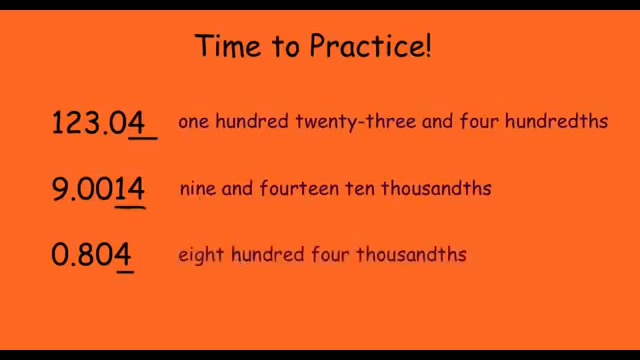 Time to Practice!
123.04 one hundred twenty-three and four hundredths
9.0014 nine and fourteen ten thousandths
0.804 eight hundred four thousandths